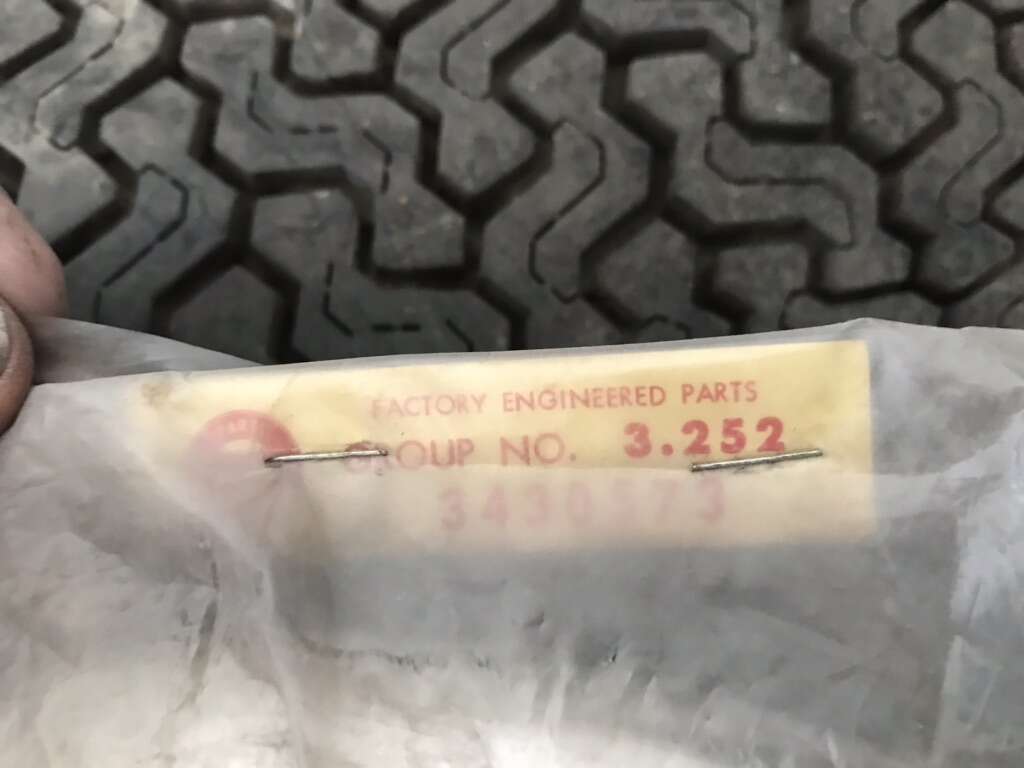 FACTORY ENGINEERED PARTS
GROUP NO. 3.252
3430573